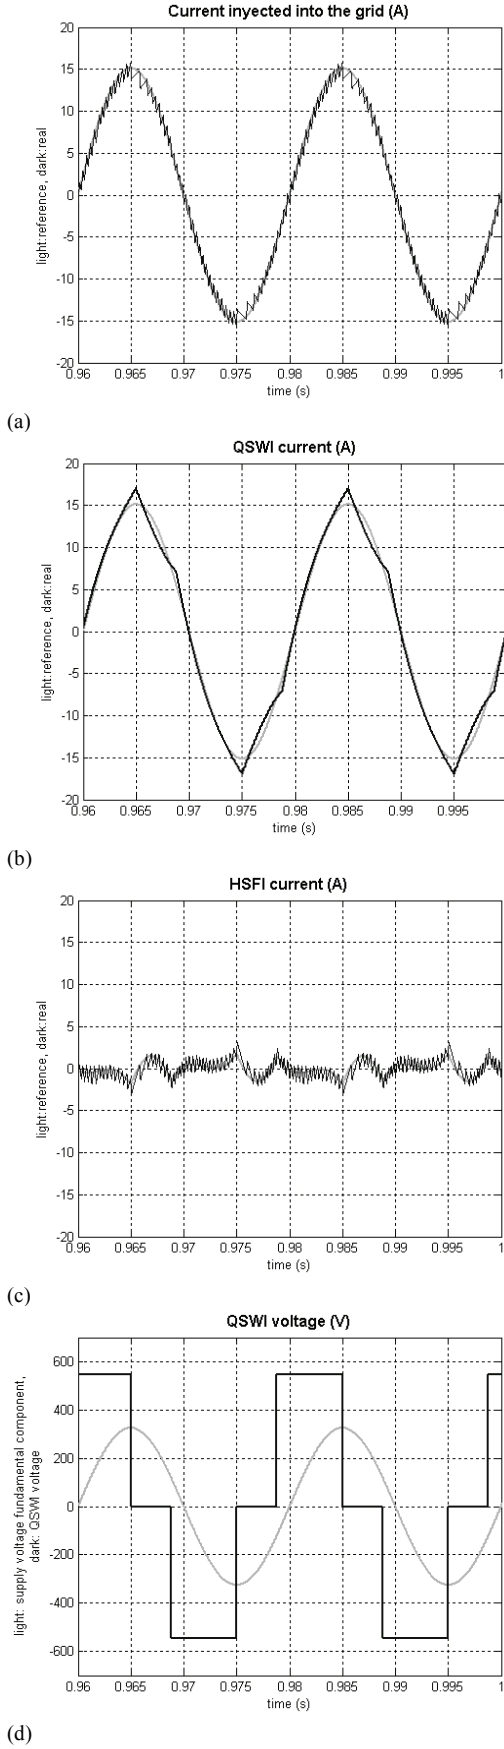 Current inyected into the grid (A)
light:reference, dark:real
20
15
10
5
0
-5
-10
-15
-20
0.96 0.965 0.97 0.975 0.98 0.985 0.99 0.995 1
time (s)
(a)
QSWI current (A)
light:reference, dark:real
20
15
10
5
0
-5
-10
-15
-20
0.96 0.965 0.97 0.975 0.98 0.985 0.99 0.995
time (s)
(b)
HSFI current (A)
light:reference, dark:real
20
15
10
5
0
-5
-10
-15
-20
0.96 0.965 0.97 0.975 0.98 0.985 0.99 0.995 1
time (s)
(c)
QSWI voltage (V)
light: supply voltage fundamental component,
dark: QSWI voltage
600
400
200
0
-200
-400
-600
0.96 0.965 0.97 0.975 0.98 0.985 0.99 0.995 1
time (s)
(d)